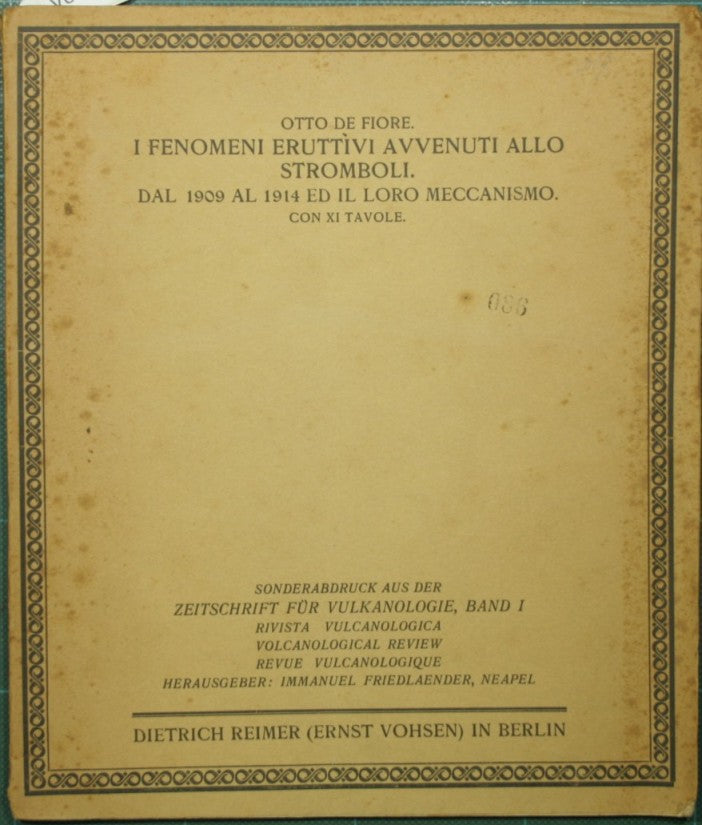 OTTO DE FIORE.
I FENOMENI ERUTTÌVI AVVENUTI ALLO
STROMBOLI.
DAL 1909 AL 1914 ED IL LORO MECCANISMO.
CON XI TAVOLE.
086
SONDERABDRUCK AUS DER
ZEITSCHRIFT FÜR VULKANOLOGIE, BAND I
RIVISTA VULCANOLOGICA
VOLCANOLOGICAL REVIEW
REVUE VULCANOLOGIQUE
HERAUSGEBER: IMMANUEL FRIEDLAENDER, NEAPEL
DIETRICH REIMER (ERNST VOHSEN) IN BERLIN